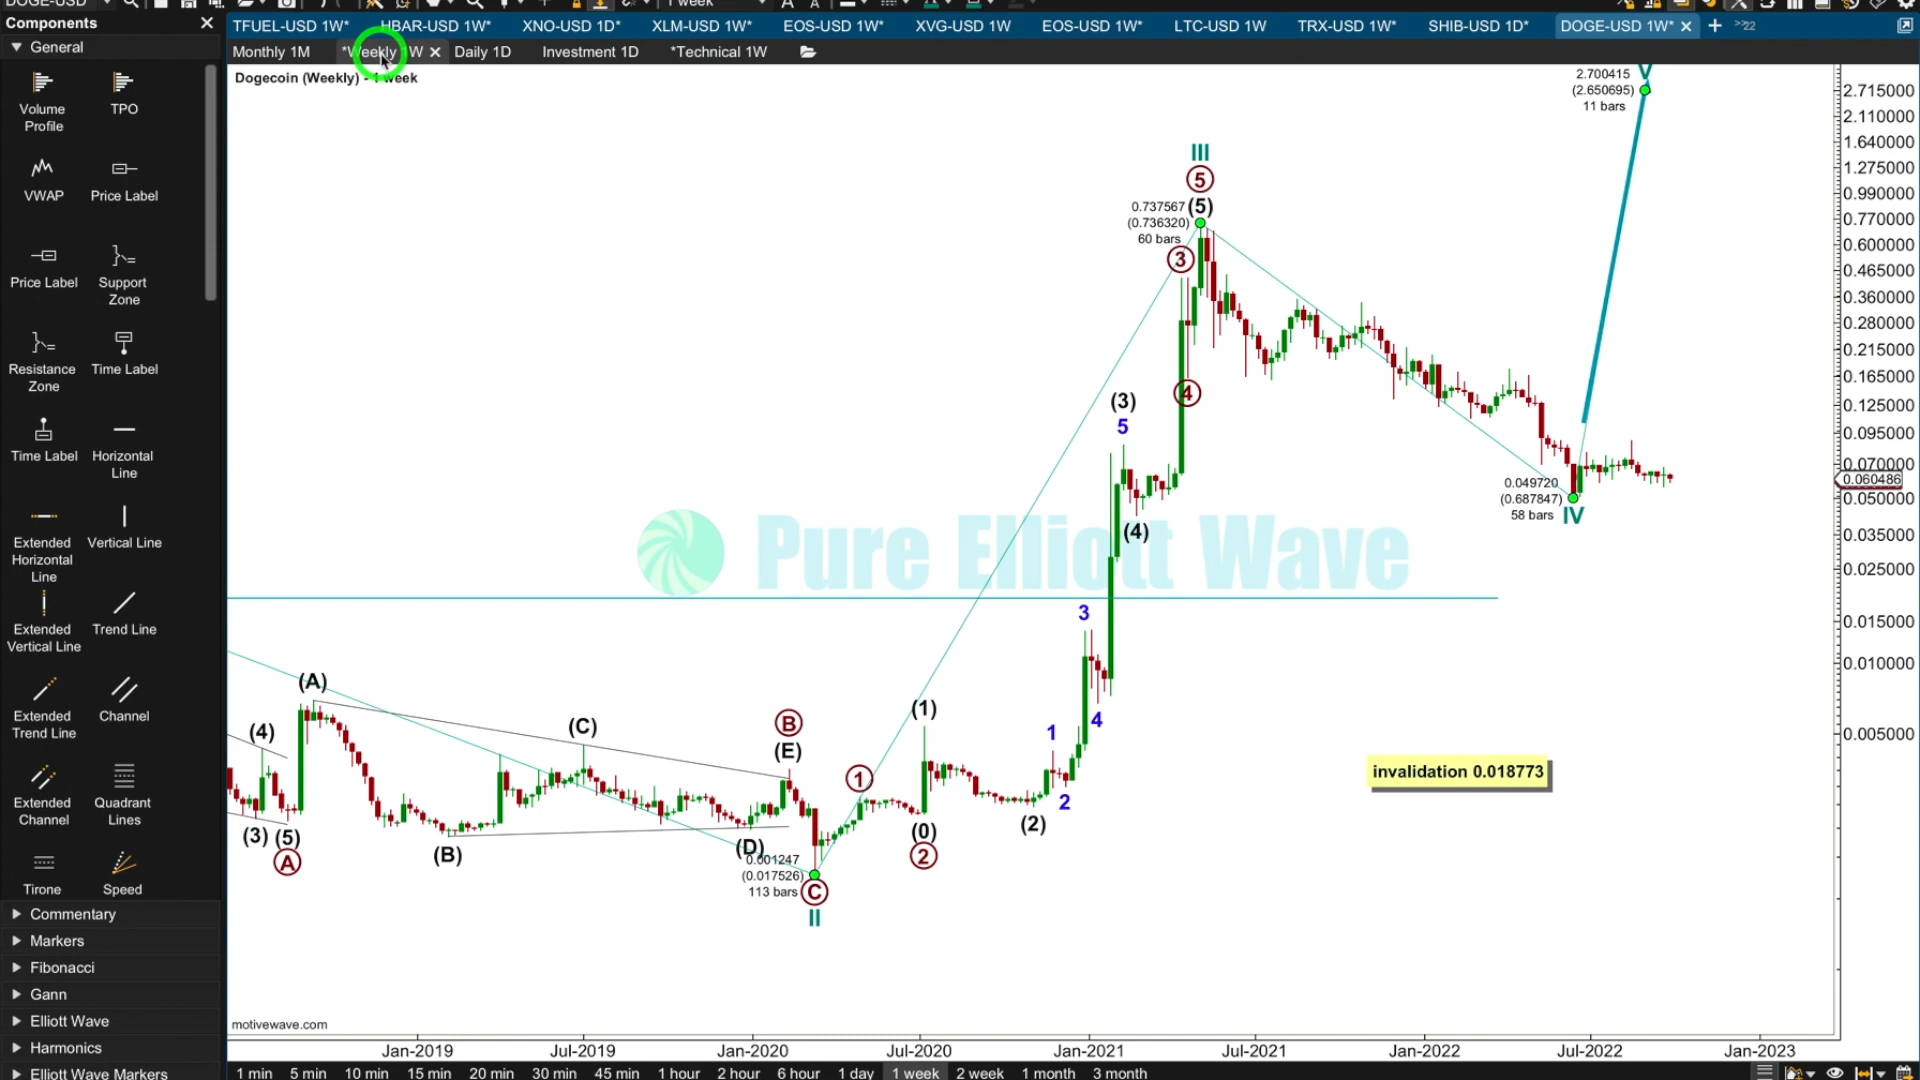 DOGE-USD
1 week
Components
TFUEL-USD 1W* HBAR-USD 1W* XNO-USD 1D* XLM-USD 1W* EOS-USD 1W* XVG-USD 1W EOS-USD 1W* LTC-USD 1W TRX-USD 1W* SHIB-USD 1D* DOGE-USD 1W* >>22
General
Monthly 1M *Weekly 1W Daily 1D Investment 1D *Technical 1W
Dogecoin (Weekly) - 1 week
Volume Profile
TPO
VWAP
Price Label
Price Label
Support Zone
Resistance Zone
Time Label
Time Label
Horizontal Line
Extended Horizontal Line
Vertical Line
Extended Vertical Line
Trend Line
Extended Trend Line
Channel
Extended Channel
Quadrant Lines
Tirone
Speed
Commentary
Markers
Fibonacci
Gann
Elliott Wave
Harmonics
Elliott Wave Markers
2.700415
(2.650695)
11 bars
V
III
5
0.737567 (5)
(0.736320)
60 bars
3
4
(3)
5
(4)
0.049720
(0.687847)
58 bars
IV
Pure Elliott Wave
3
4
1
2
(1)
(2)
1
(0)
2
(A)
(4)
(3)
(5)
A
(B)
(C)
B
(E)
(D)
0.001247
(0.017526)
113 bars
C
II
invalidation 0.018773
2.715000
2.110000
1.640000
1.275000
0.990000
0.770000
0.600000
0.465000
0.360000
0.280000
0.215000
0.165000
0.125000
0.095000
0.070000
0.060486
0.050000
0.035000
0.025000
0.015000
0.010000
0.005000
motivewave.com
Jan-2019 Jul-2019 Jan-2020 Jul-2020 Jan-2021 Jul-2021 Jan-2022 Jul-2022 Jan-2023
1 min 5 min 10 min 15 min 20 min 30 min 45 min 1 hour 2 hour 6 hour 1 day 1 week 2 week 1 month 3 month